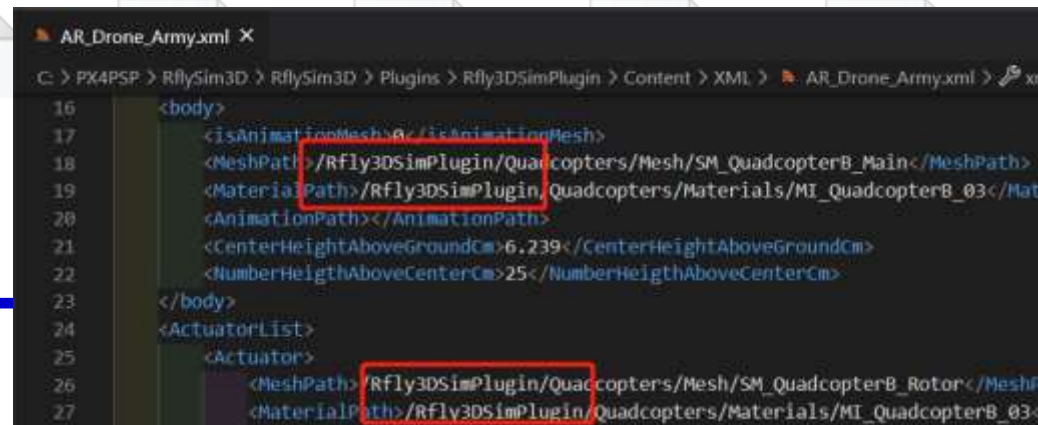 AR_Drone_Army.xml ×
C: > PX4PSP > RflySim3D > RflySim3D > Plugins > Rfly3DSimPlugin > Content > XML > AR_Drone_Army.xml >
16 <body>
17 <isAnimationMesh>0</isAnimationMesh>
18 <MeshPath>/Rfly3DSimPlugin/Quadcopters/Mesh/SM_QuadcopterB_Main</MeshPath>
19 <MaterialPath>/Rfly3DSimPlugin/Quadcopters/Materials/MI_QuadcopterB_03</Mat
20 <AnimationPath></AnimationPath>
21 <CenterHeightAboveGroundCm>6.239</CenterHeightAboveGroundCm>
22 <NumberHeigthAboveCenterCm>25</NumberHeigthAboveCenterCm>
23 </body>
24 <ActuatorList>
25 <Actuator>
26 <MeshPath>/Rfly3DSimPlugin/Quadcopters/Mesh/SM_QuadcopterB_Rotor</MeshP
27 <MaterialPath>/Rfly3DSimPlugin/Quadcopters/Materials/MI_QuadcopterB_03<